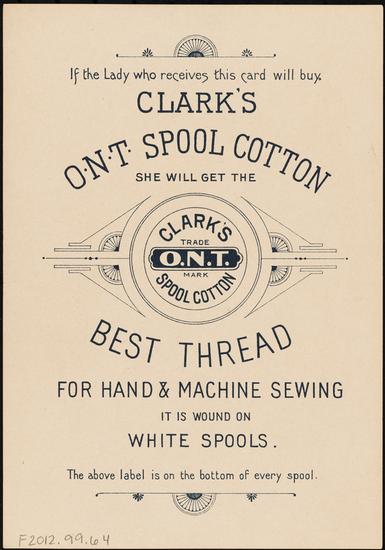 If the Lady who receives this card will buy.
CLARK'S
O·N·T· SPOOL COTTON
SHE WILL GET THE
CLARK'S
TRADE
O.N.T.
MARK
SPOOL COTTON
BEST THREAD
FOR HAND & MACHINE SEWING
IT IS WOUND ON
WHITE SPOOLS.
The above label is on the bottom of every spool.
F2012.99.64